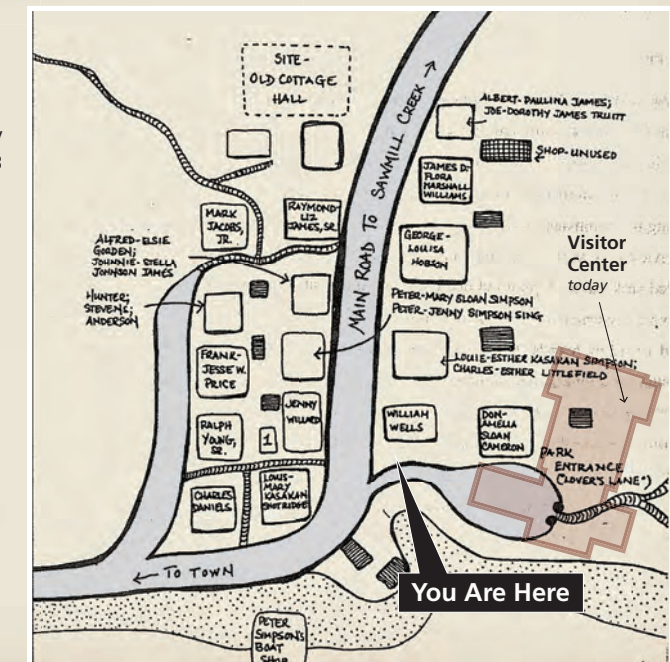 SITE-
OLD COTTAGE
HALL
MAIN ROAD TO SAWMILL CREEK
ALBERT-PAULINA JAMES;
JOE-DOROTHY JAMES TRUITT
SHOP-UNUSED
JAMES D.
FLORA
MARSHALL
WILLIAMS
MARK
JACOBS,
JR.
RAYMOND-
LIZ
JAMES, SR.
GEORGE-
LOUISA
HOBSON
Visitor
Center
today
ALFRED-ELSIE
GORDEN;
JOHNNIE-STELLA
JOHNSON JAMES
HUNTER;
STEVENS;
ANDERSON
PETER-MARY SLOAN SIMPSON
PETER-JENNY SIMPSON SING
FRANK-
JESSE W.
PRICE
LOUIE-ESTHER KASAKAN SIMPSON;
CHARLES-ESTHER LITTLEFIELD
JENNY
WILLARD
RALPH
YOUNG,
SR.
1
WILLIAM
WELLS
DON-
AMELIA
SLOAN
CAMERON
PARK
ENTRANCE
("LOVER'S LANE")
CHARLES
DANIELS
LOUIS-
MARY
KASAKAN
SHOTRIDGE
TO TOWN
You Are Here
PETER
SIMPSON'S
BOAT
SHOP